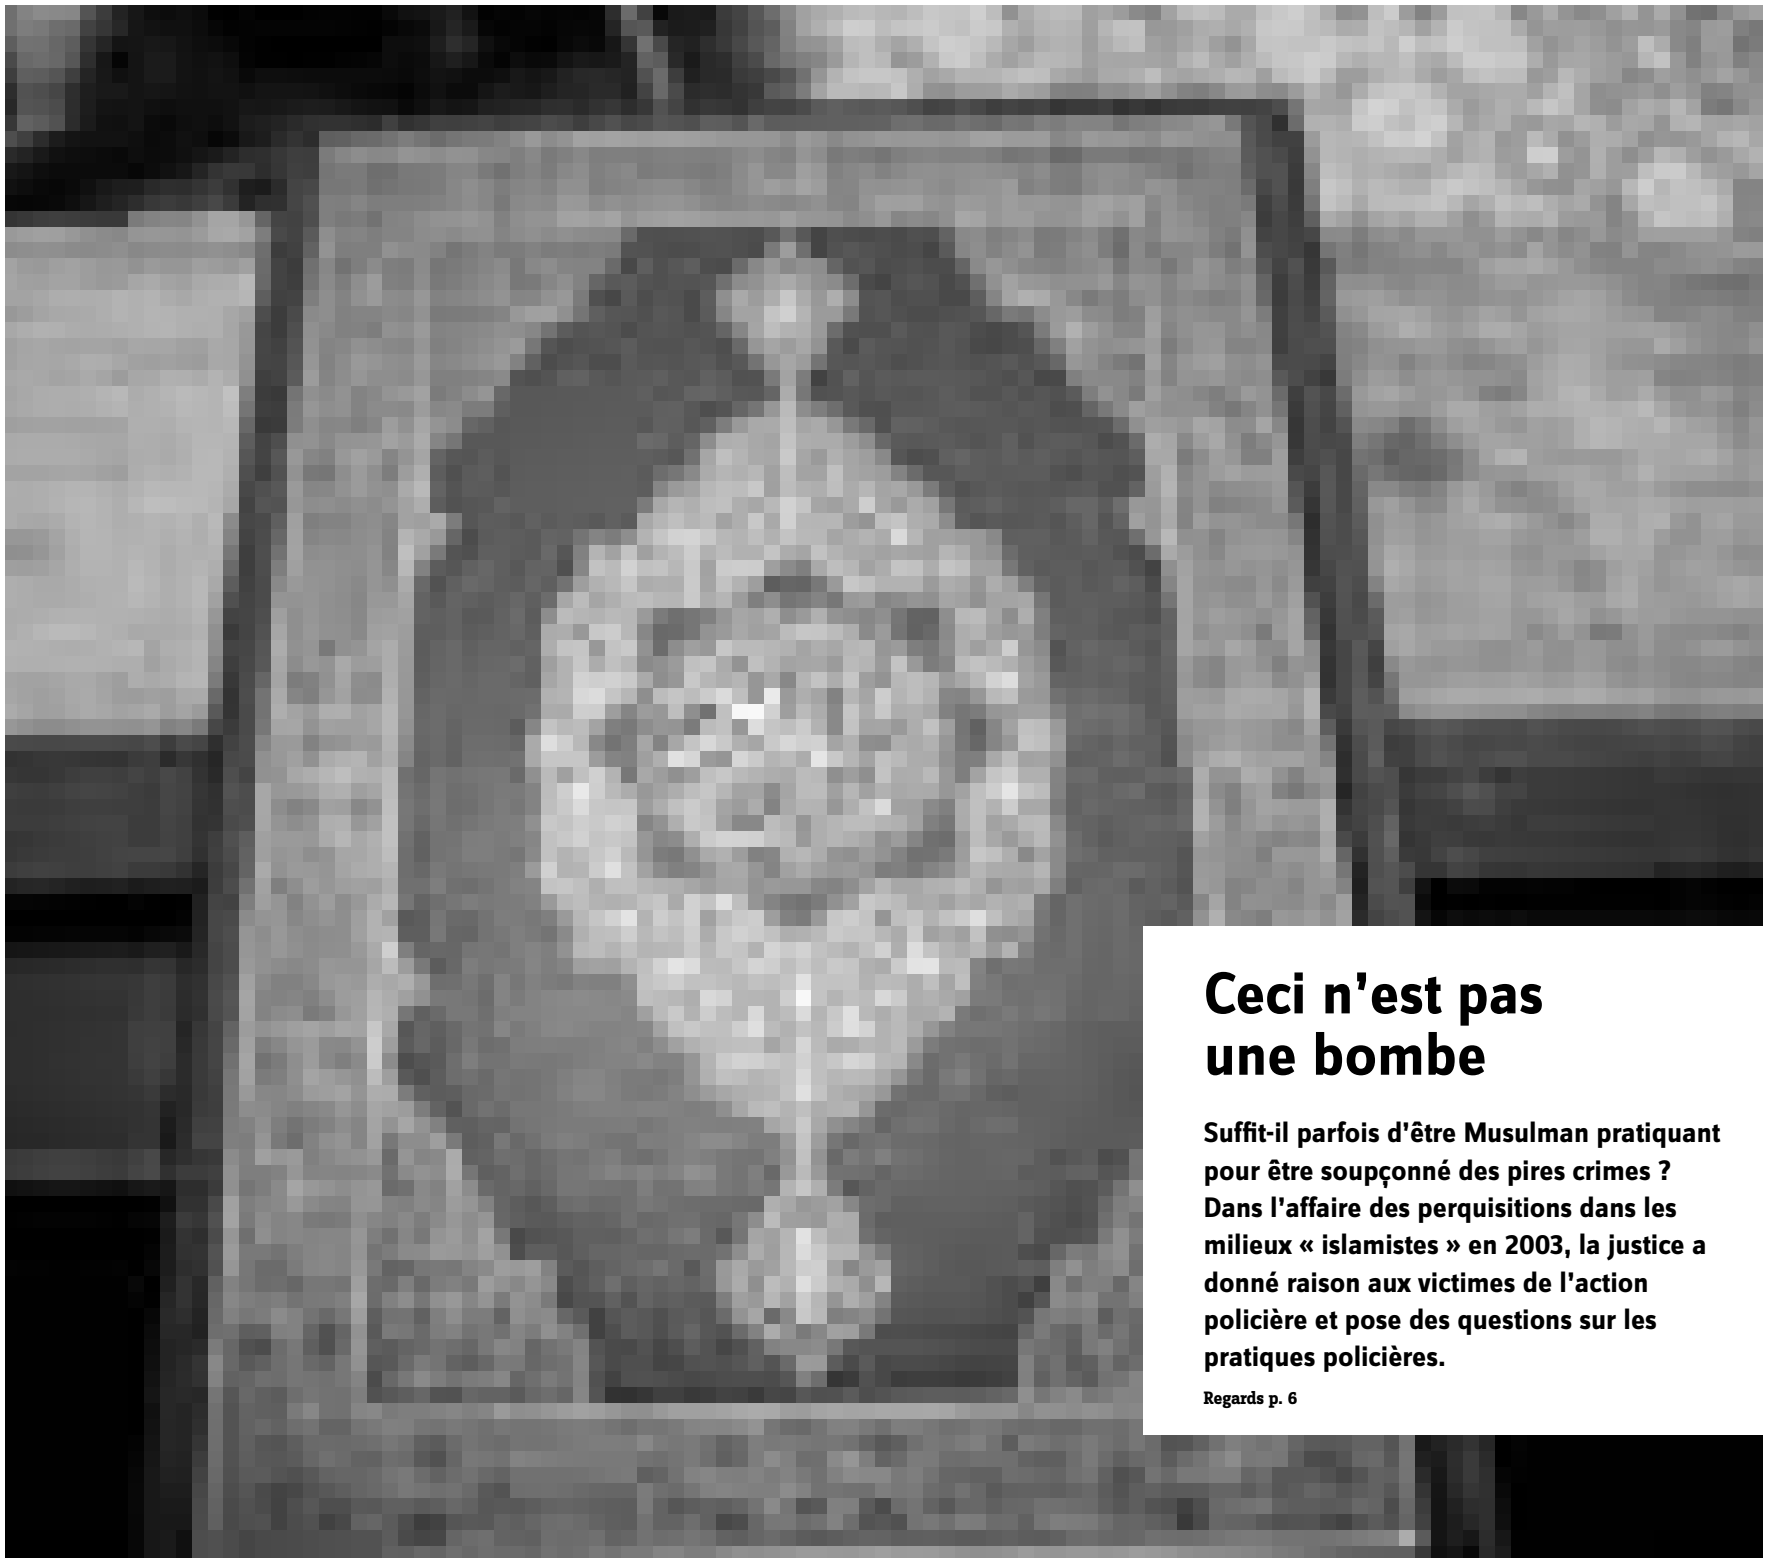 Ceci n’est pas
une bombe
Suffit-il parfois d’être Musulman pratiquant
pour être soupçonné des pires crimes ?
Dans l’affaire des perquisitions dans les
milieux « islamistes » en 2003, la justice a
donné raison aux victimes de l’action
policière et pose des questions sur les
pratiques policières.
Regards p. 6